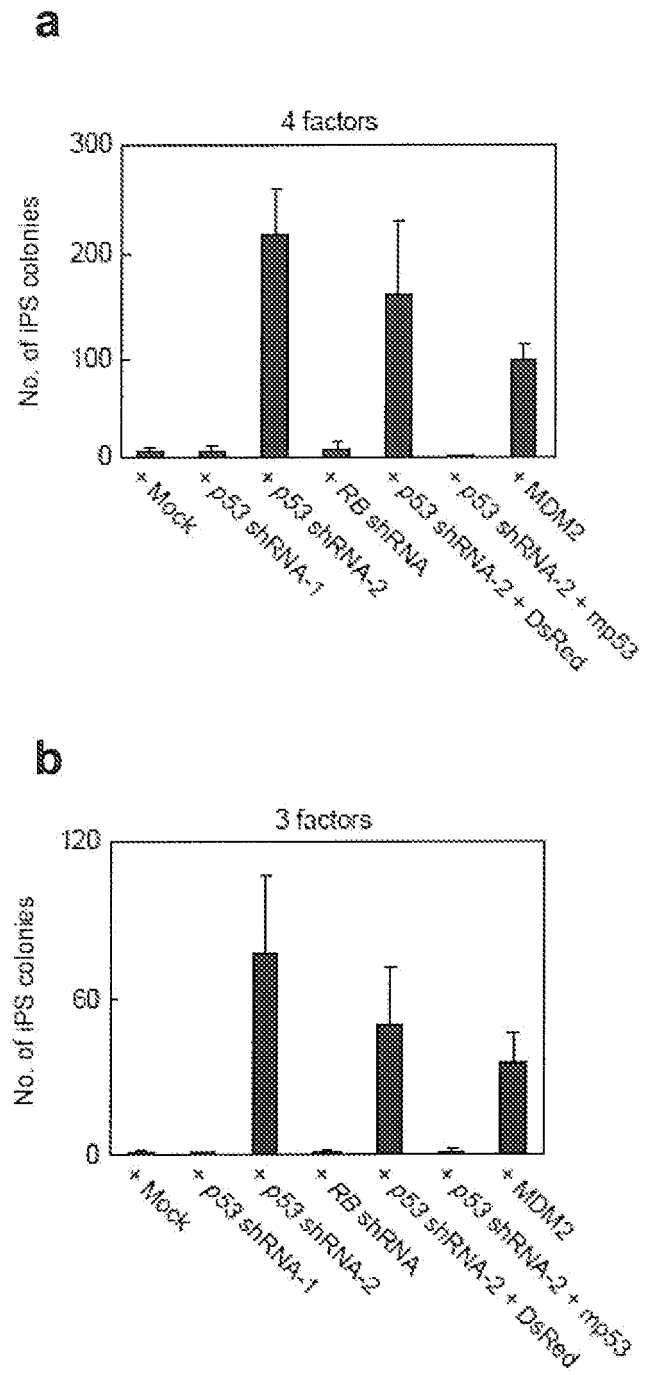 a
4 factors
300
200
100
0
No. of iPS colonies
+ Mock
+ p53 shRNA-1
+ p53 shRNA-2
+ RB shRNA
+ p53 shRNA-2 + DsRed
+ p53 shRNA-2 + mp53
+ MDM2
b
3 factors
120
60
0
No. of iPS colonies
+ Mock
+ p53 shRNA-1
+ p53 shRNA-2
+ RB shRNA
+ p53 shRNA-2 + DsRed
+ p53 shRNA-2 + mp53
+ MDM2